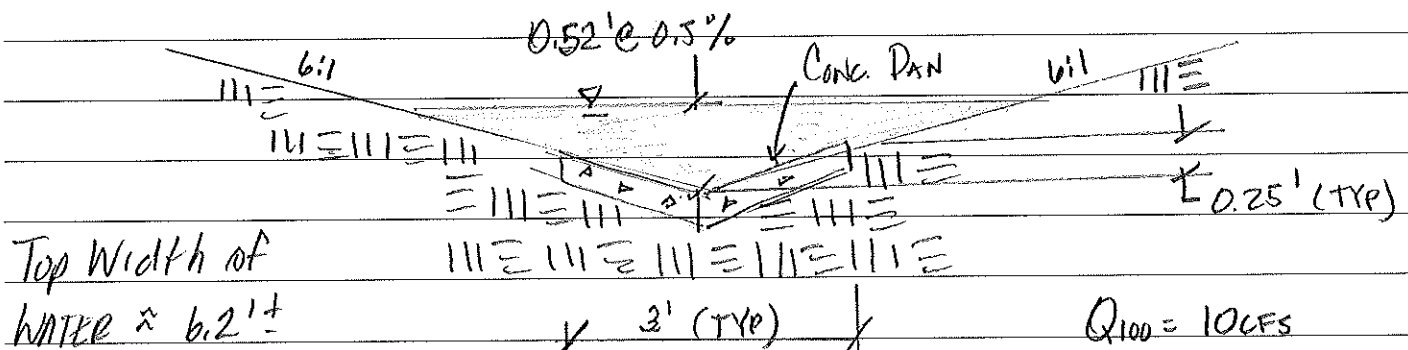 0.52' @ 0.5%
6:1
CONC. PAN
6:1
0.25' (TYP)
Top Width of
WATER ≈ 6.2'±
3' (TYP)
Q100 = 10CFS